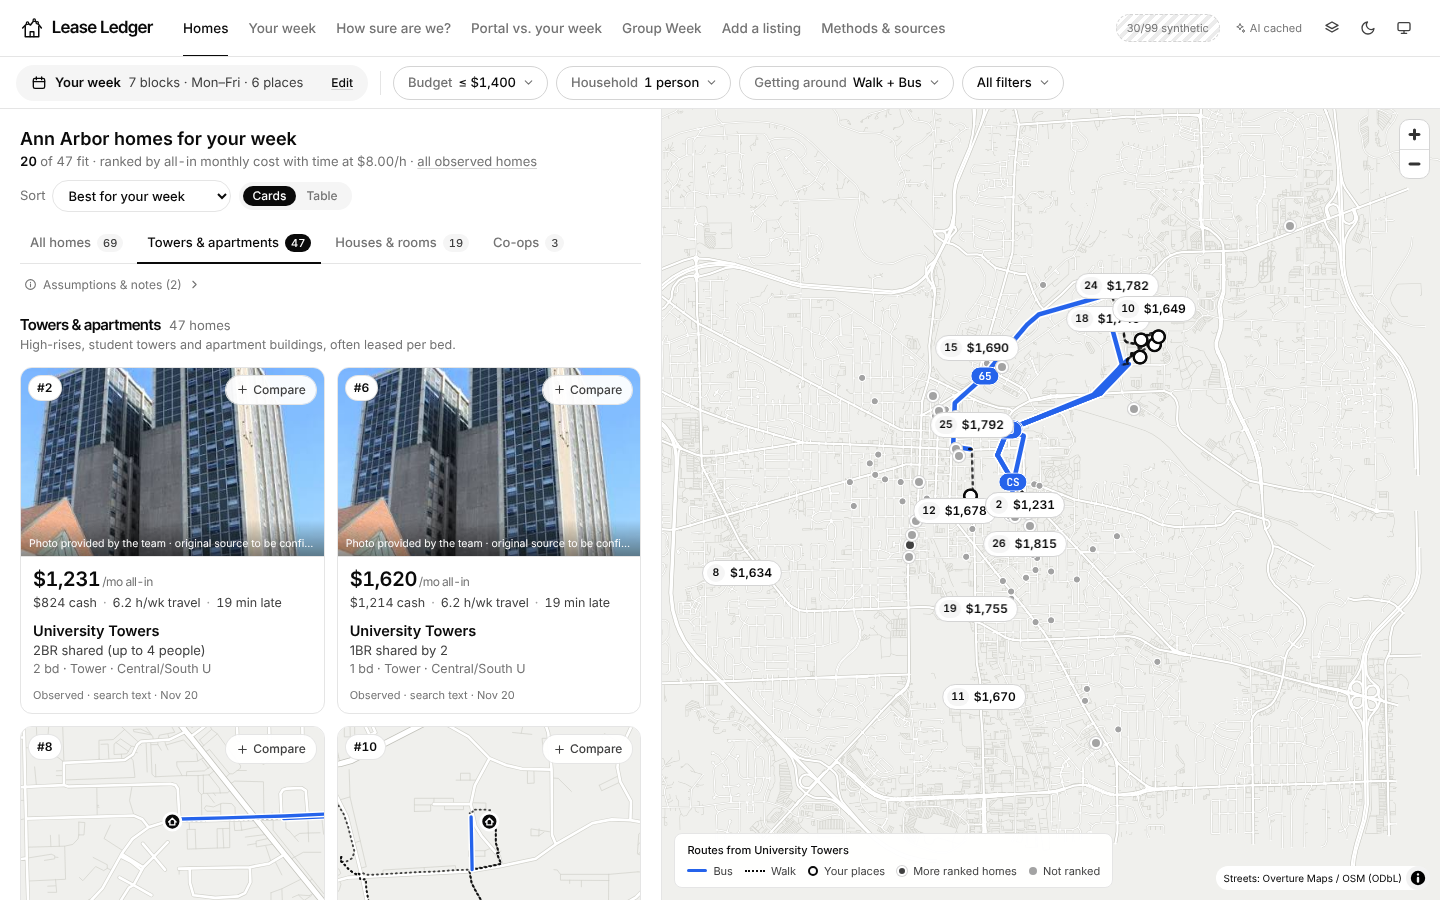 Lease Ledger
Homes
Your week
How sure are we?
Portal vs. your week
Group Week
Add a listing
Methods & sources
30/99 synthetic
AI cached
Your week 7 blocks · Mon–Fri · 6 places Edit
Budget ≤ $1,400
Household 1 person
Getting around Walk + Bus
All filters
Ann Arbor homes for your week
20 of 47 fit · ranked by all-in monthly cost with time at $8.00/h · all observed homes
Sort Best for your week
Cards Table
All homes 69
Towers & apartments 47
Houses & rooms 19
Co-ops 3
Assumptions & notes (2)
Towers & apartments 47 homes
High-rises, student towers and apartment buildings, often leased per bed.
#2
+ Compare
Photo provided by the team · original source to be confi...
$1,231 /mo all-in
$824 cash · 6.2 h/wk travel · 19 min late
University Towers
2BR shared (up to 4 people)
2 bd · Tower · Central/South U
Observed · search text · Nov 20
#6
+ Compare
Photo provided by the team · original source to be confi...
$1,620 /mo all-in
$1,214 cash · 6.2 h/wk travel · 19 min late
University Towers
1BR shared by 2
1 bd · Tower · Central/South U
Observed · search text · Nov 20
#8
+ Compare
#10
+ Compare
+
−
24 $1,782
10 $1,649
18
15 $1,690
65
25 $1,792
CS
12 $1,678
2 $1,231
26 $1,815
8 $1,634
19 $1,755
11 $1,670
Routes from University Towers
Bus
Walk
Your places
More ranked homes
Not ranked
Streets: Overture Maps / OSM (ODbL)